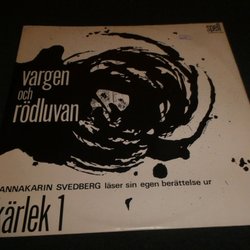 vargen
och
rödluvan
ANNAKARIN SVEDBERG läser sin egen berättelse ur
kärlek 1